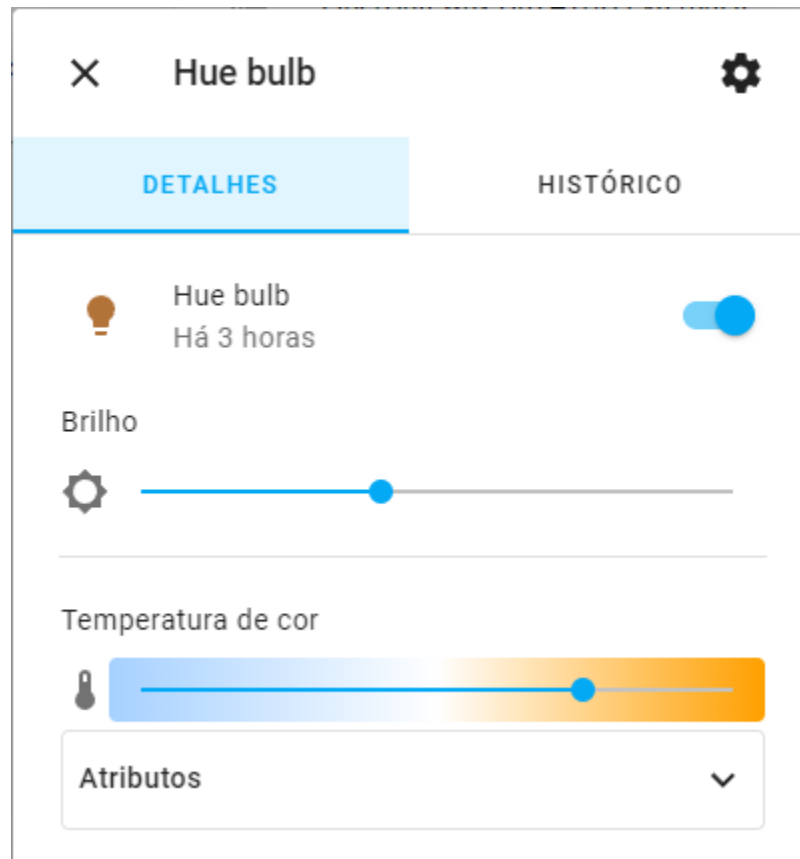 Hue bulb
DETALHES
HISTÓRICO
Hue bulb
Há 3 horas
Brilho
Temperatura de cor
Atributos